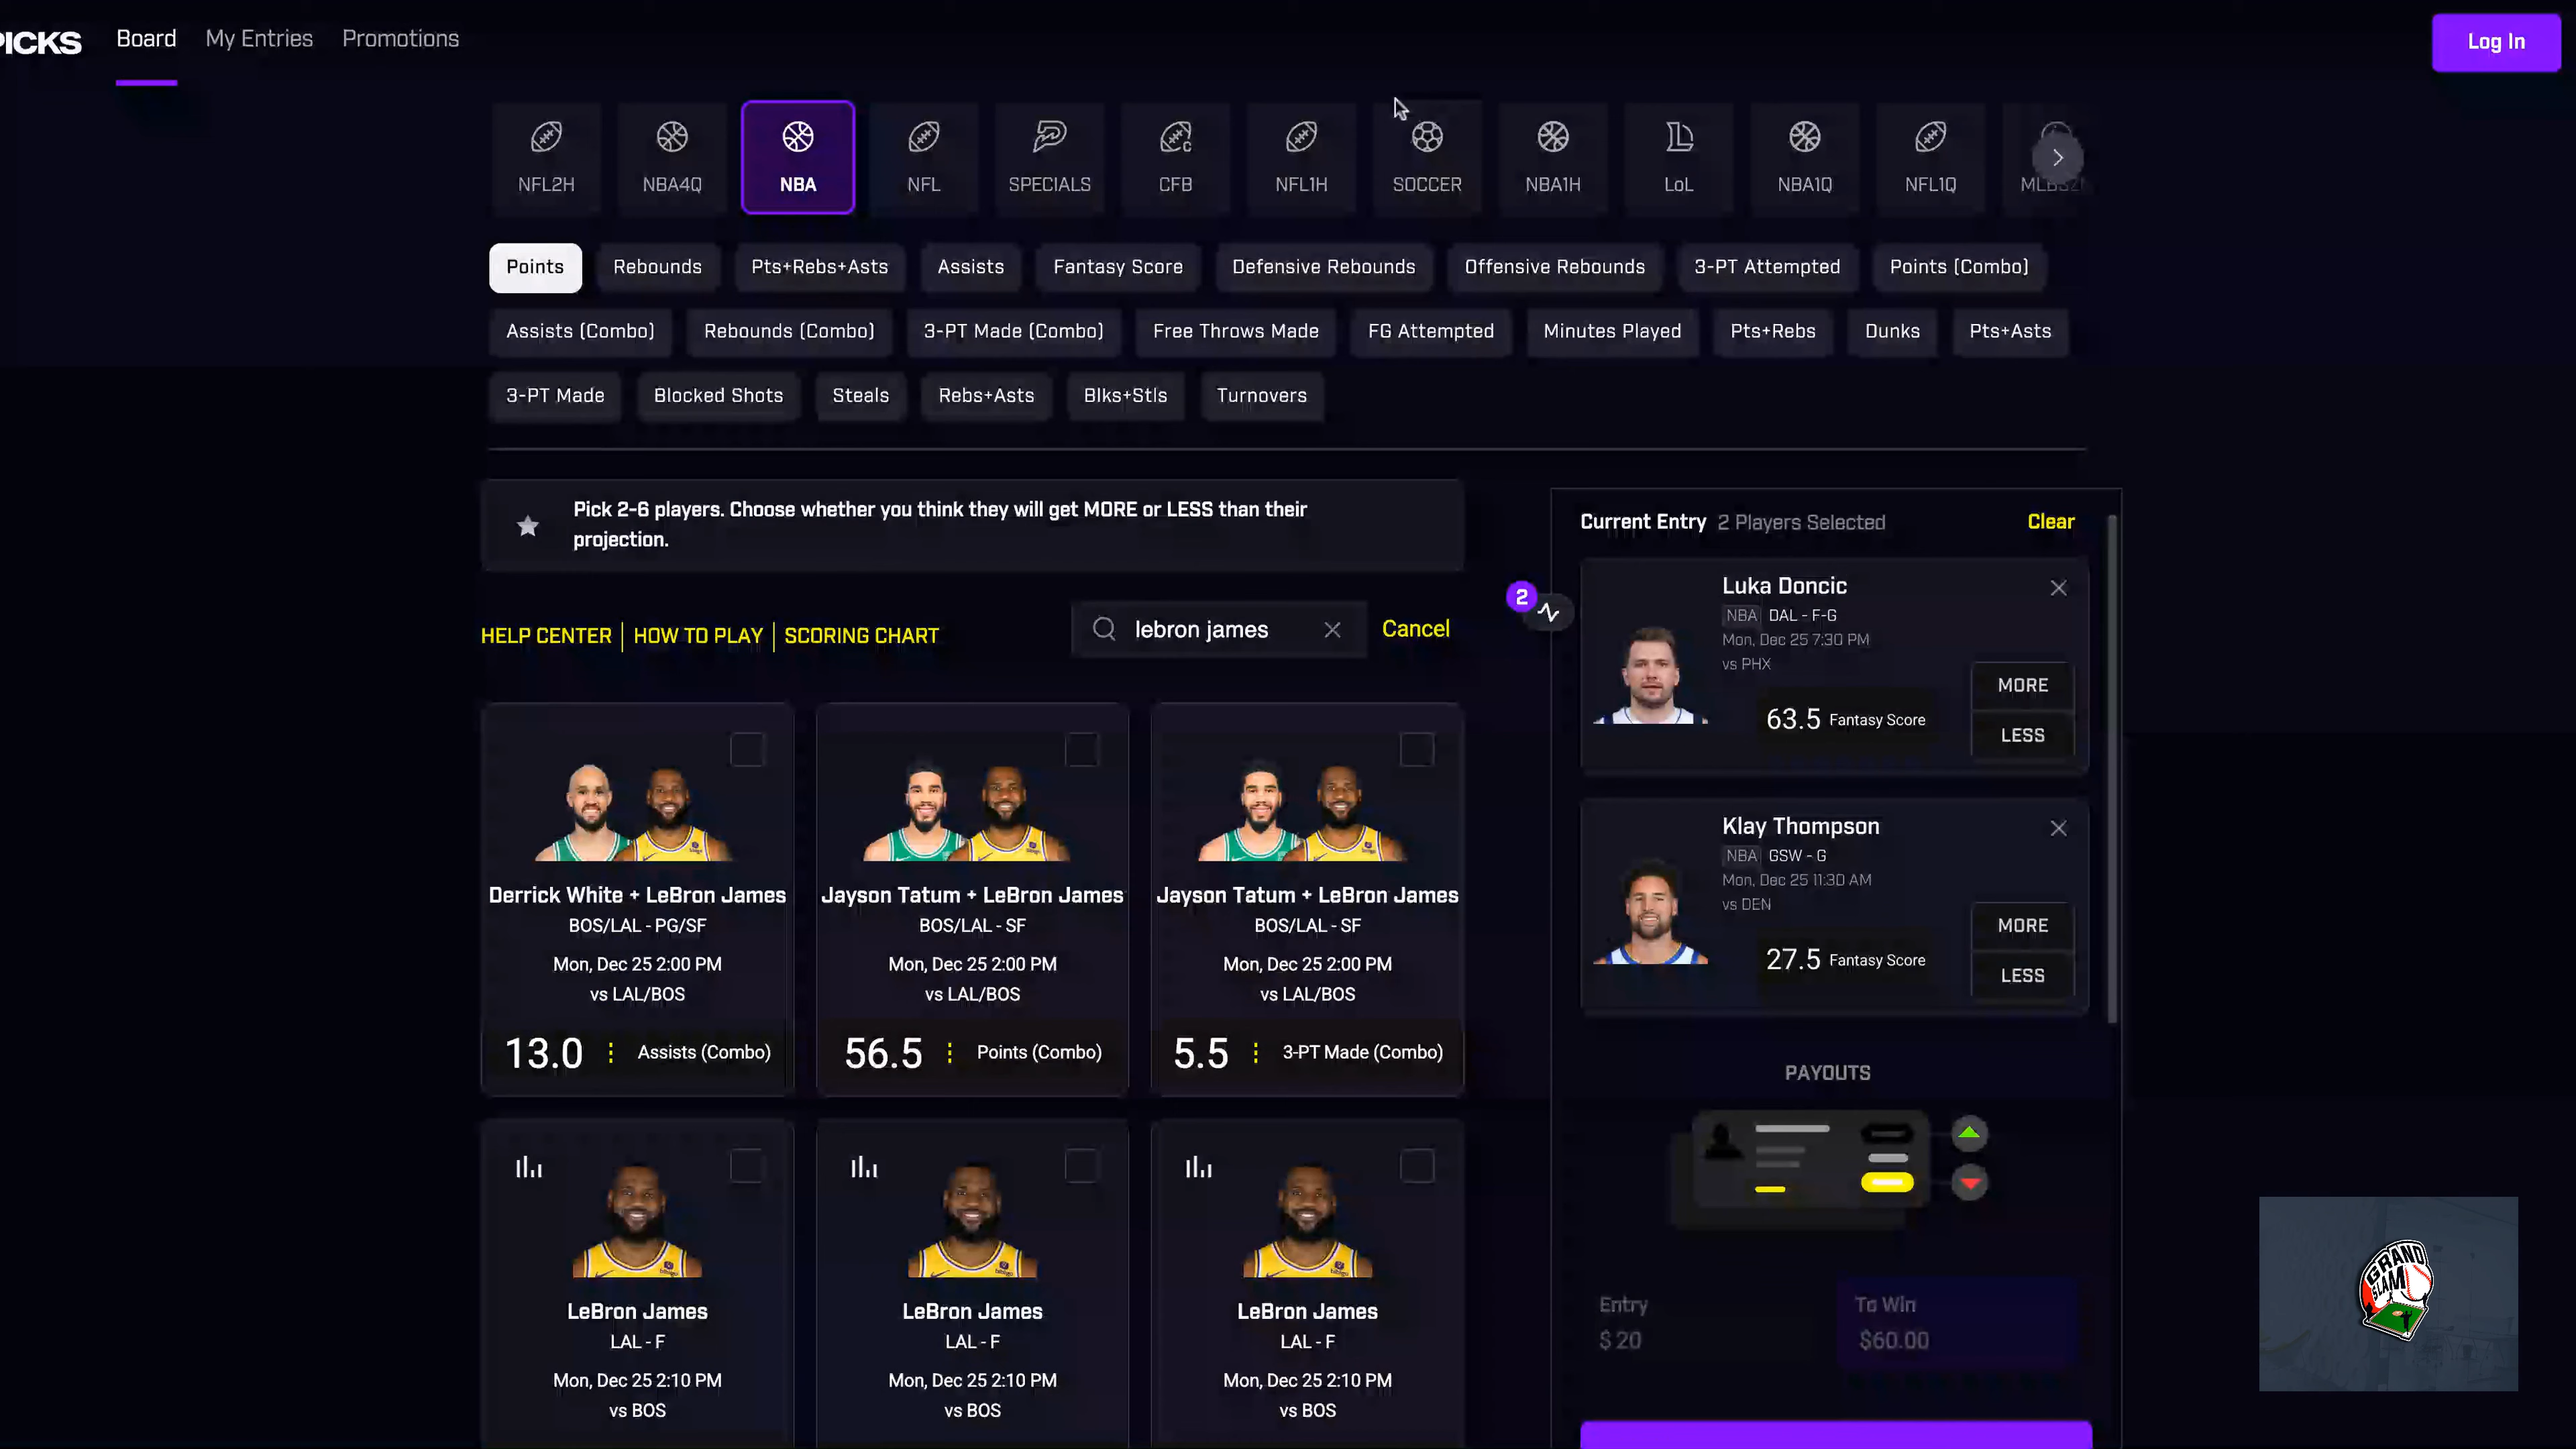 PICKS
Board
My Entries
Promotions
Log In
NFL2H
NBA4Q
NBA
NFL
SPECIALS
CFB
NFL1H
SOCCER
NBA1H
LoL
NBA1Q
NFL1Q
Points
Rebounds
Pts+Rebs+Asts
Assists
Fantasy Score
Defensive Rebounds
Offensive Rebounds
3-PT Attempted
Points (Combo)
Assists (Combo)
Rebounds (Combo)
3-PT Made (Combo)
Free Throws Made
FG Attempted
Minutes Played
Pts+Rebs
Dunks
Pts+Asts
3-PT Made
Blocked Shots
Steals
Rebs+Asts
Blks+Stls
Turnovers
Pick 2-6 players. Choose whether you think they will get MORE or LESS than their
projection.
HELP CENTER
HOW TO PLAY
SCORING CHART
lebron james
Cancel
Derrick White + LeBron James
BOS/LAL - PG/SF
Mon, Dec 25 2:00 PM
vs LAL/BOS
13.0
Assists (Combo)
Jayson Tatum + LeBron James
BOS/LAL - SF
Mon, Dec 25 2:00 PM
vs LAL/BOS
56.5
Points (Combo)
Jayson Tatum + LeBron James
BOS/LAL - SF
Mon, Dec 25 2:00 PM
vs LAL/BOS
5.5
3-PT Made (Combo)
LeBron James
LAL - F
Mon, Dec 25 2:10 PM
vs BOS
LeBron James
LAL - F
Mon, Dec 25 2:10 PM
vs BOS
LeBron James
LAL - F
Mon, Dec 25 2:10 PM
vs BOS
Current Entry 2 Players Selected
Clear
2
Luka Doncic
NBA DAL - F-G
Mon, Dec 25 7:30 PM
vs PHX
63.5 Fantasy Score
MORE
LESS
Klay Thompson
NBA GSW - G
Mon, Dec 25 11:30 AM
vs DEN
27.5 Fantasy Score
MORE
LESS
PAYOUTS
Entry
$ 20
To Win
$60.00
GRAND
SLAM